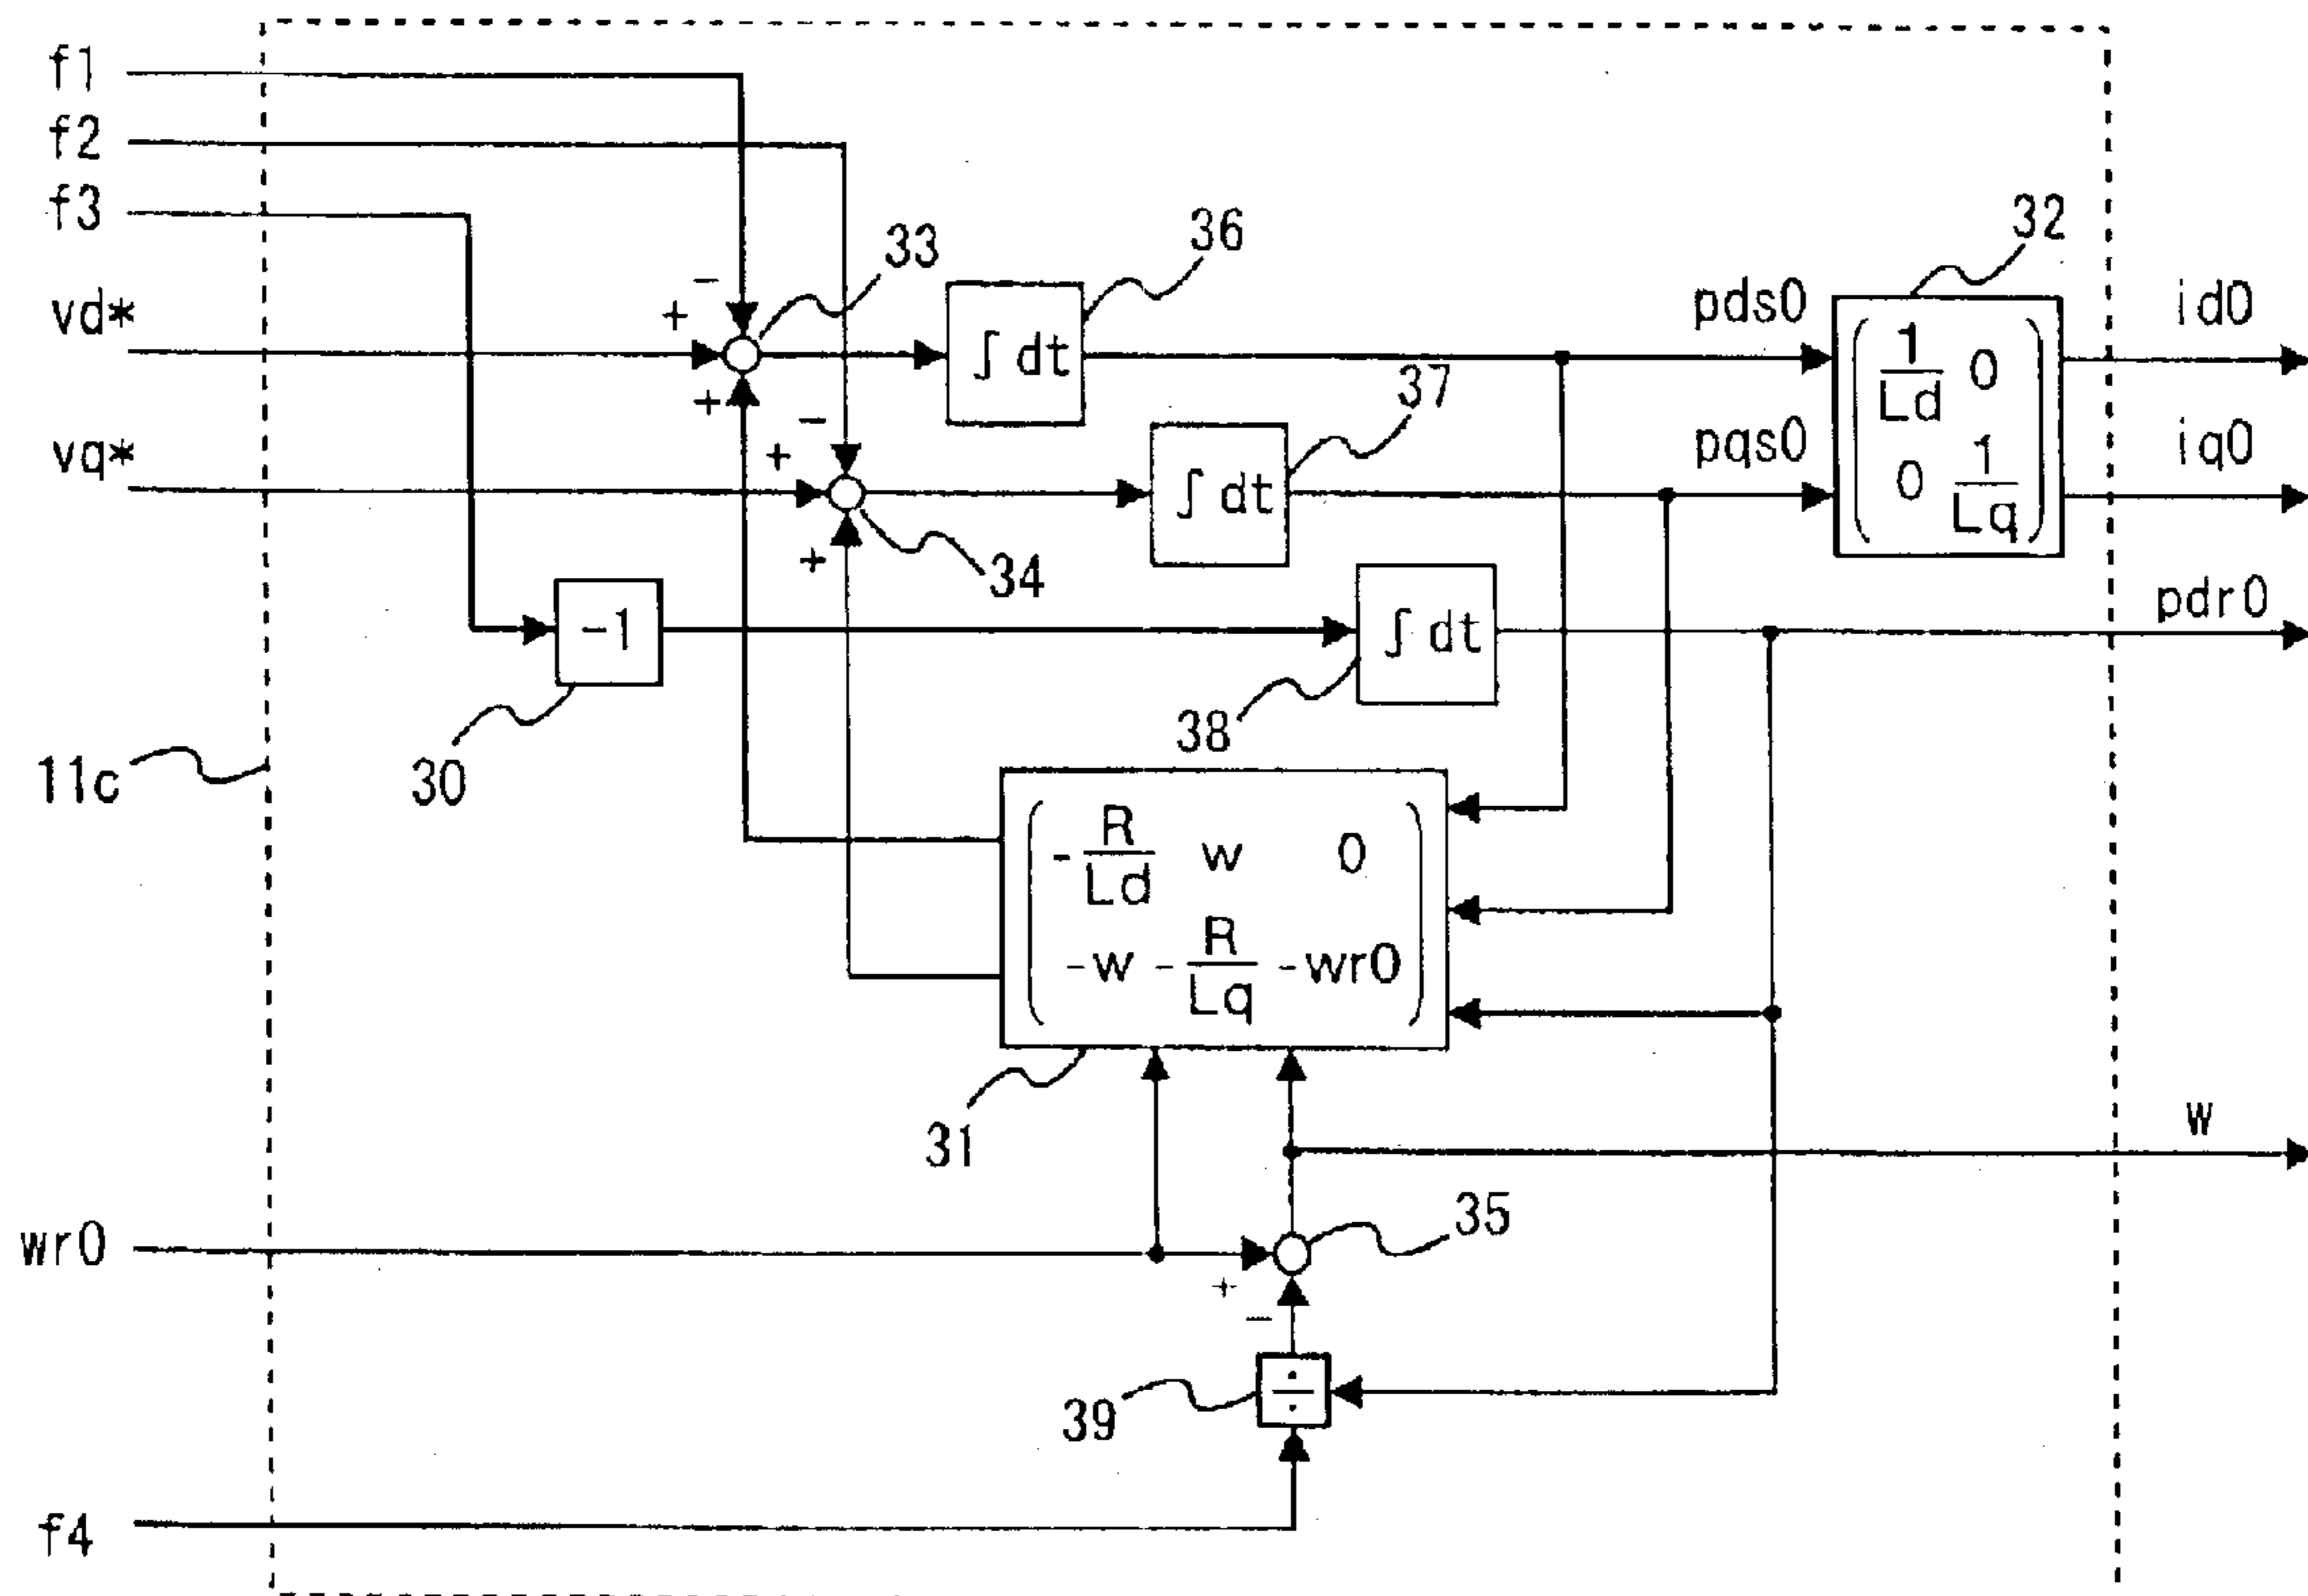 f1
f2
f3
33
36
32
vd*
+ −
∫dt
pds0
id0
+
−
37
1/Ld 0
vq*
+
∫dt
pqs0
iq0
0 1/Lq
+
34
pdr0
-1
∫dt
38
11c
30
-R/Ld w 0
-w -R/Lq -wr0
31
w
35
wr0
+
−
÷
39
f4